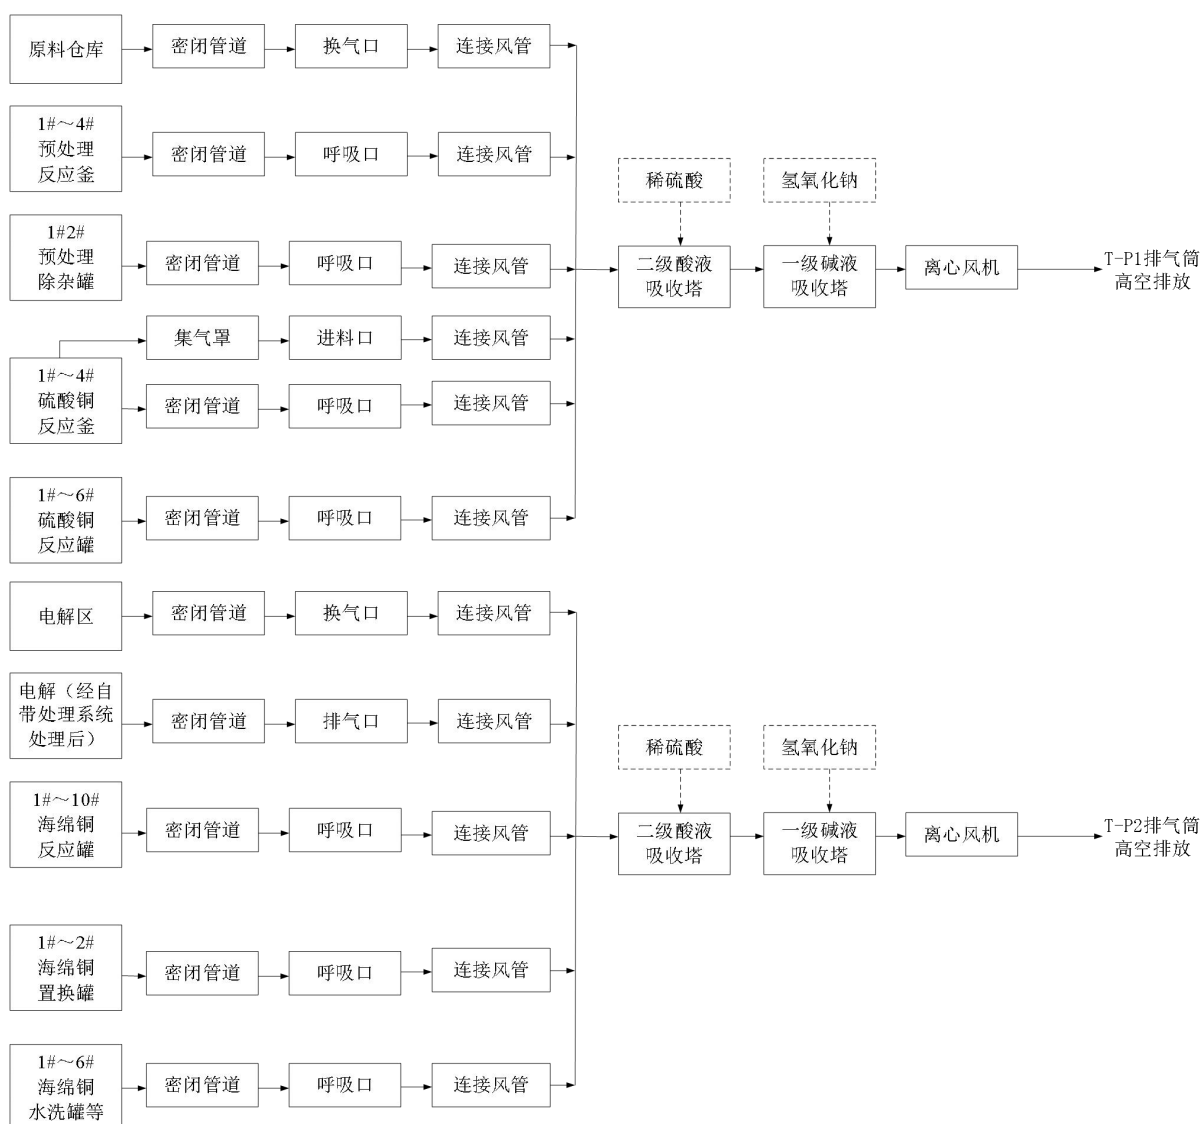 原料仓库
密闭管道
换气口
连接风管
1#～4#
预处理
反应釜
密闭管道
呼吸口
连接风管
1#2#
预处理
除杂罐
密闭管道
呼吸口
连接风管
集气罩
进料口
连接风管
1#～4#
硫酸铜
反应釜
密闭管道
呼吸口
连接风管
1#～6#
硫酸铜
反应罐
密闭管道
呼吸口
连接风管
稀硫酸
氢氧化钠
二级酸液
吸收塔
一级碱液
吸收塔
离心风机
T-P1排气筒
高空排放
电解区
密闭管道
换气口
连接风管
电解（经自
带处理系统
处理后）
密闭管道
排气口
连接风管
1#～10#
海绵铜
反应罐
密闭管道
呼吸口
连接风管
1#～2#
海绵铜
置换罐
密闭管道
呼吸口
连接风管
1#～6#
海绵铜
水洗罐等
密闭管道
呼吸口
连接风管
稀硫酸
氢氧化钠
二级酸液
吸收塔
一级碱液
吸收塔
离心风机
T-P2排气筒
高空排放